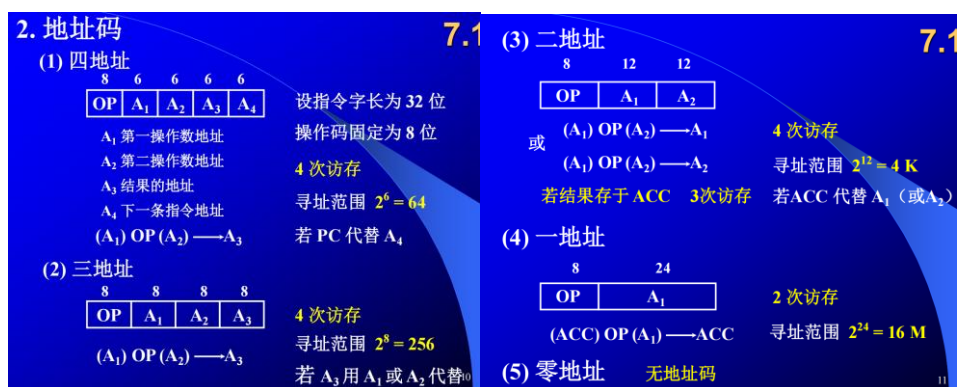 2. 地址码
7.1
(1) 四地址
8 6 6 6 6
OP A₁ A₂ A₃ A₄
设指令字长为 32 位
操作码固定为 8 位
A₁ 第一操作数地址
A₂ 第二操作数地址
A₃ 结果的地址
A₄ 下一条指令地址
(A₁) OP (A₂) ⟶ A₃
4 次访存
寻址范围 2⁶ = 64
若 PC 代替 A₄
(2) 三地址
8 8 8 8
OP A₁ A₂ A₃
(A₁) OP (A₂) ⟶ A₃
4 次访存
寻址范围 2⁸ = 256
若 A₃ 用 A₁ 或 A₂ 代替
10
7.1
(3) 二地址
8 12 12
OP A₁ A₂
或
(A₁) OP (A₂) ⟶ A₁
(A₁) OP (A₂) ⟶ A₂
4 次访存
寻址范围 2¹² = 4 K
若结果存于 ACC 3次访存 若ACC 代替 A₁（或A₂）
(4) 一地址
8 24
OP A₁
(ACC) OP (A₁) ⟶ ACC
2 次访存
寻址范围 2²⁴ = 16 M
(5) 零地址 无地址码
11